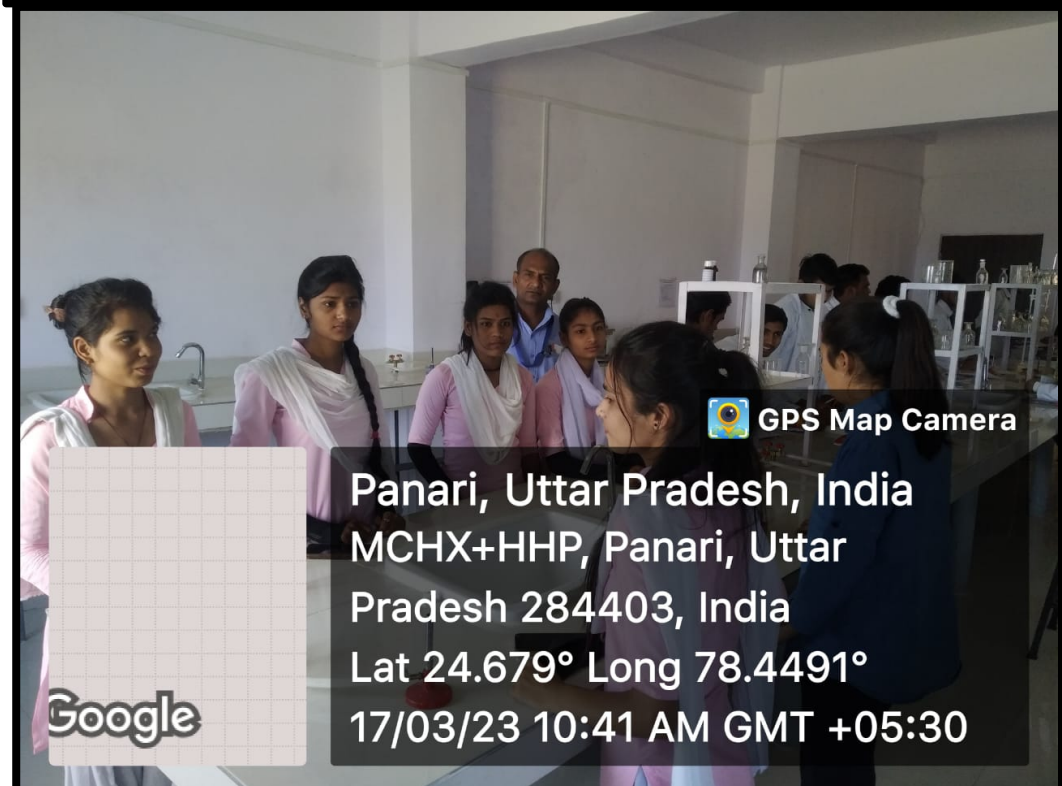 GPS Map Camera
Panari, Uttar Pradesh, India
MCHX+HHP, Panari, Uttar
Pradesh 284403, India
Lat 24.679° Long 78.4491°
17/03/23 10:41 AM GMT +05:30
Google